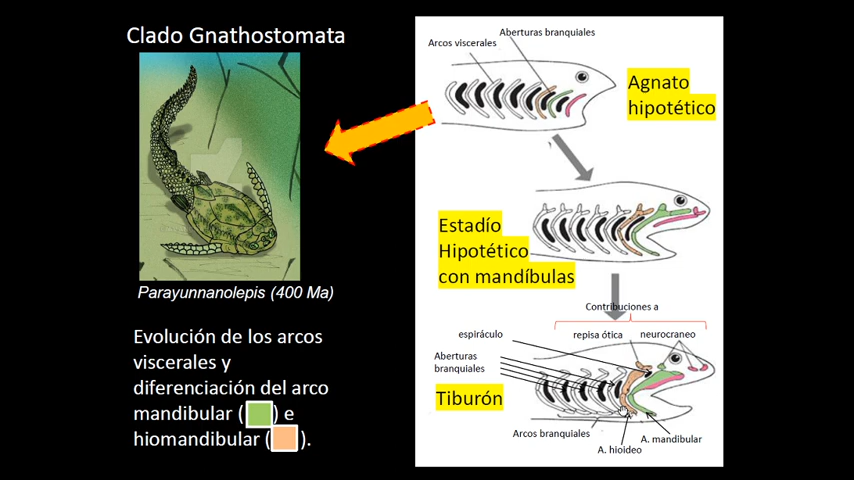 Clado Gnathostomata
Parayunnanolepis (400 Ma)
Evolución de los arcos
viscerales y
diferenciación del arco
mandibular ( ) e
hiomandibular ( ).
Aberturas branquiales
Arcos viscerales
Agnato
hipotético
Estadío
Hipotético
con mandíbulas
Contribuciones a
espiráculo
repisa ótica
neurocraneo
Aberturas
branquiales
Tiburón
Arcos branquiales
A. mandibular
A. hioideo